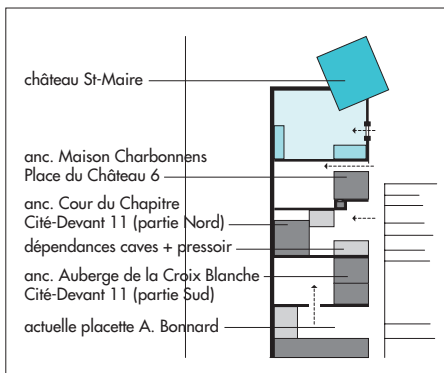 château St-Maire
anc. Maison Charbonnens
Place du Château 6
anc. Cour du Chapitre
Cité-Devant 11 (partie Nord)
dépendances caves + pressoir
anc. Auberge de la Croix Blanche
Cité-Devant 11 (partie Sud)
actuelle placette A. Bonnard